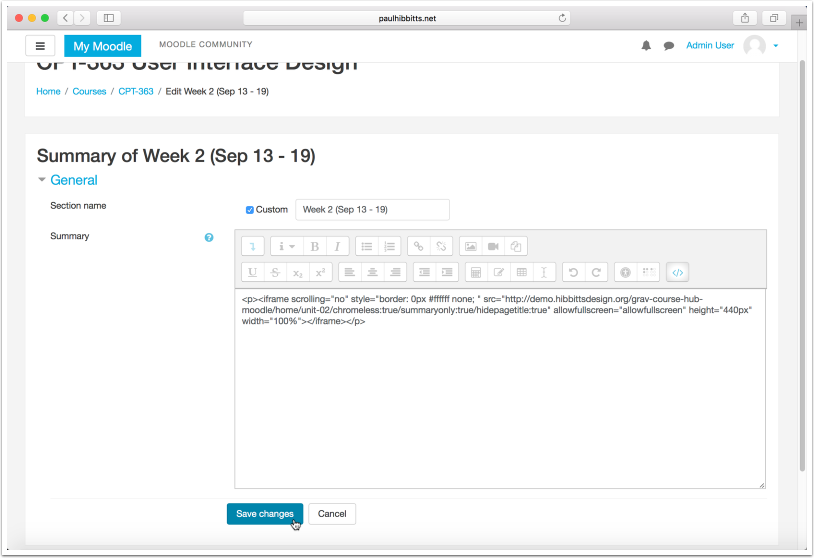 paulhibbitts.net
My Moodle MOODLE COMMUNITY Admin User
CPT-363 User Interface Design
Home / Courses / CPT-363 / Edit Week 2 (Sep 13 - 19)
Summary of Week 2 (Sep 13 - 19)
General
Section name Custom Week 2 (Sep 13 - 19)
Summary
<p><iframe scrolling="no" style="border: 0px #ffffff none; " src="http://demo.hibbittsdesign.org/grav-course-hub-
moodle/home/unit-02/chromeless:true/summaryonly:true/hidepagetitle:true" allowfullscreen="allowfullscreen" height="440px"
width="100%"></iframe></p>
Save changes Cancel